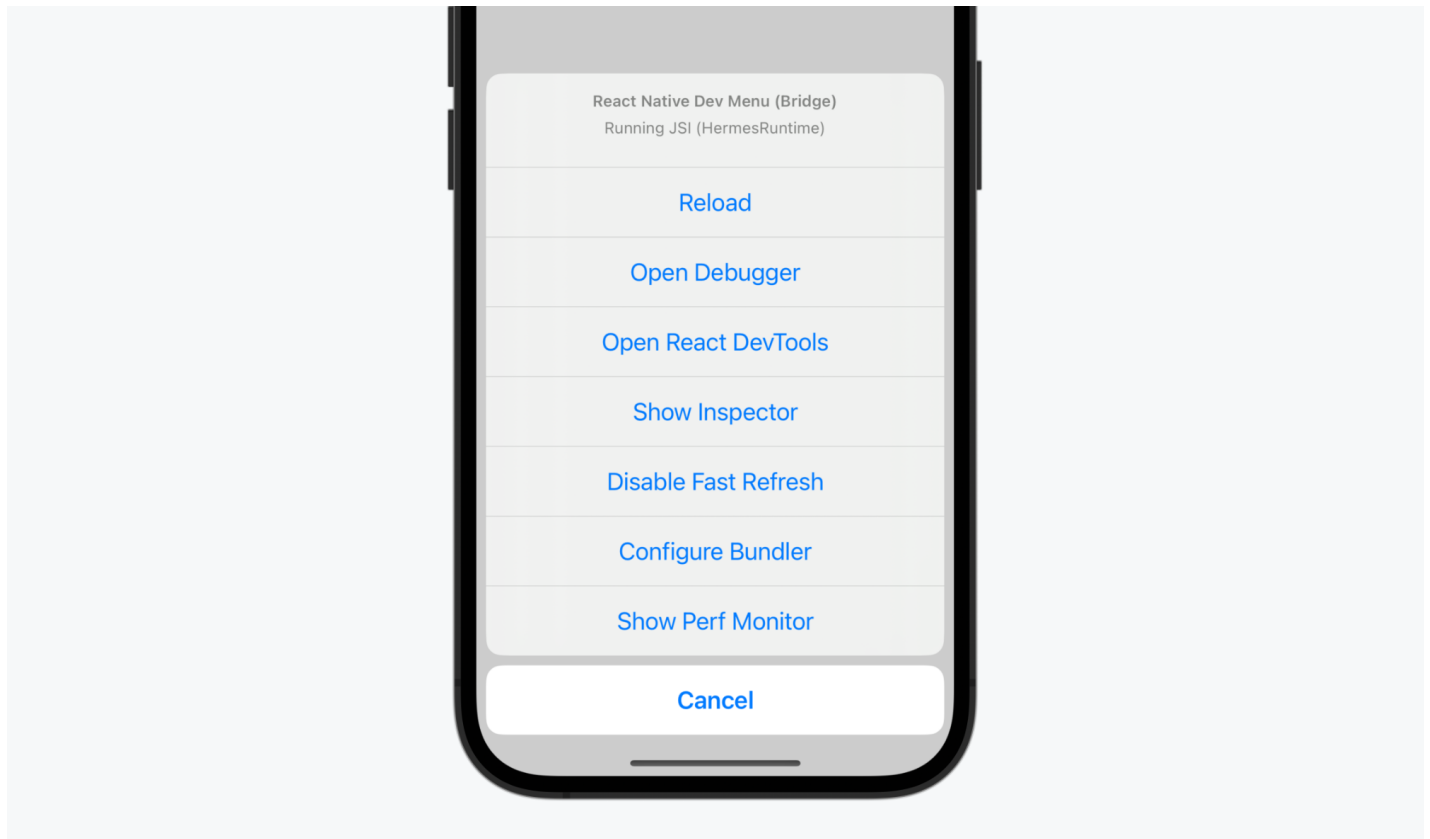 React Native Dev Menu (Bridge)
Running JSI (HermesRuntime)
Reload
Open Debugger
Open React DevTools
Show Inspector
Disable Fast Refresh
Configure Bundler
Show Perf Monitor
Cancel